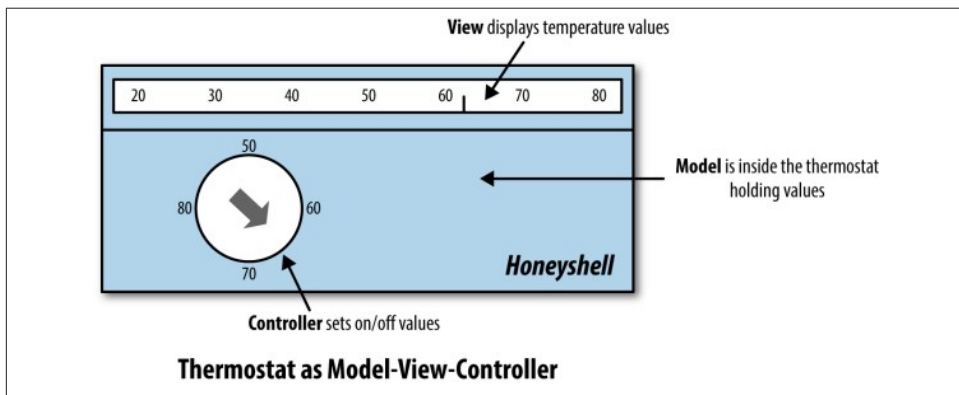 View displays temperature values
20 30 40 50 60 70 80
50
80 60
70
Model is inside the thermostat
holding values
Honeyshell
Controller sets on/off values
Thermostat as Model-View-Controller